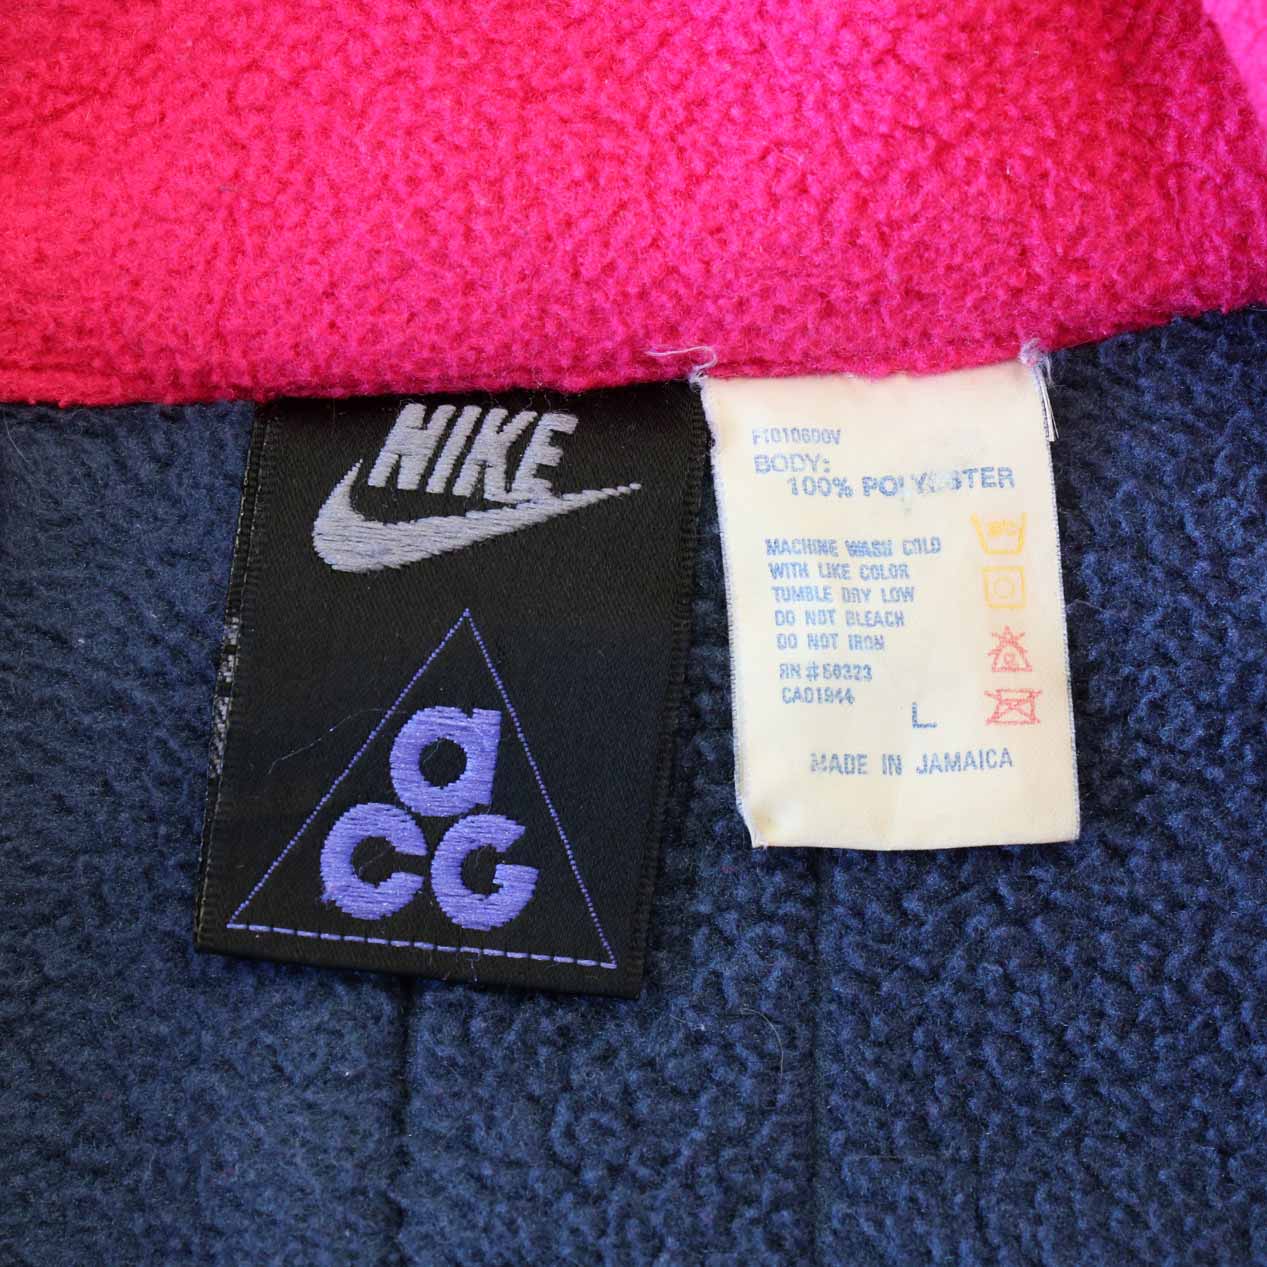 NIKE
aCG
F1010600V
BODY:
100% POLYESTER
MACHINE WASH COLD
WITH LIKE COLOR
TUMBLE DRY LOW
DO NOT BLEACH
DO NOT IRON
RN#56323
CA01944
L
MADE IN JAMAICA